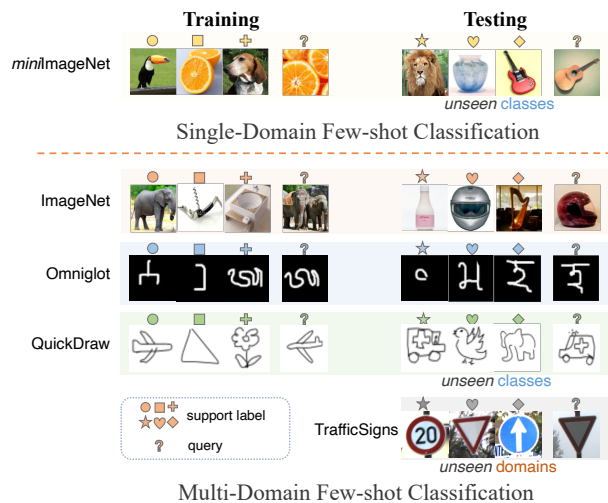 Training Testing
miniImageNet
?
?
unseen classes
Single-Domain Few-shot Classification
ImageNet
?
?
Omniglot
?
?
QuickDraw
?
?
unseen classes
support label
? query
TrafficSigns
?
20
unseen domains
Multi-Domain Few-shot Classification